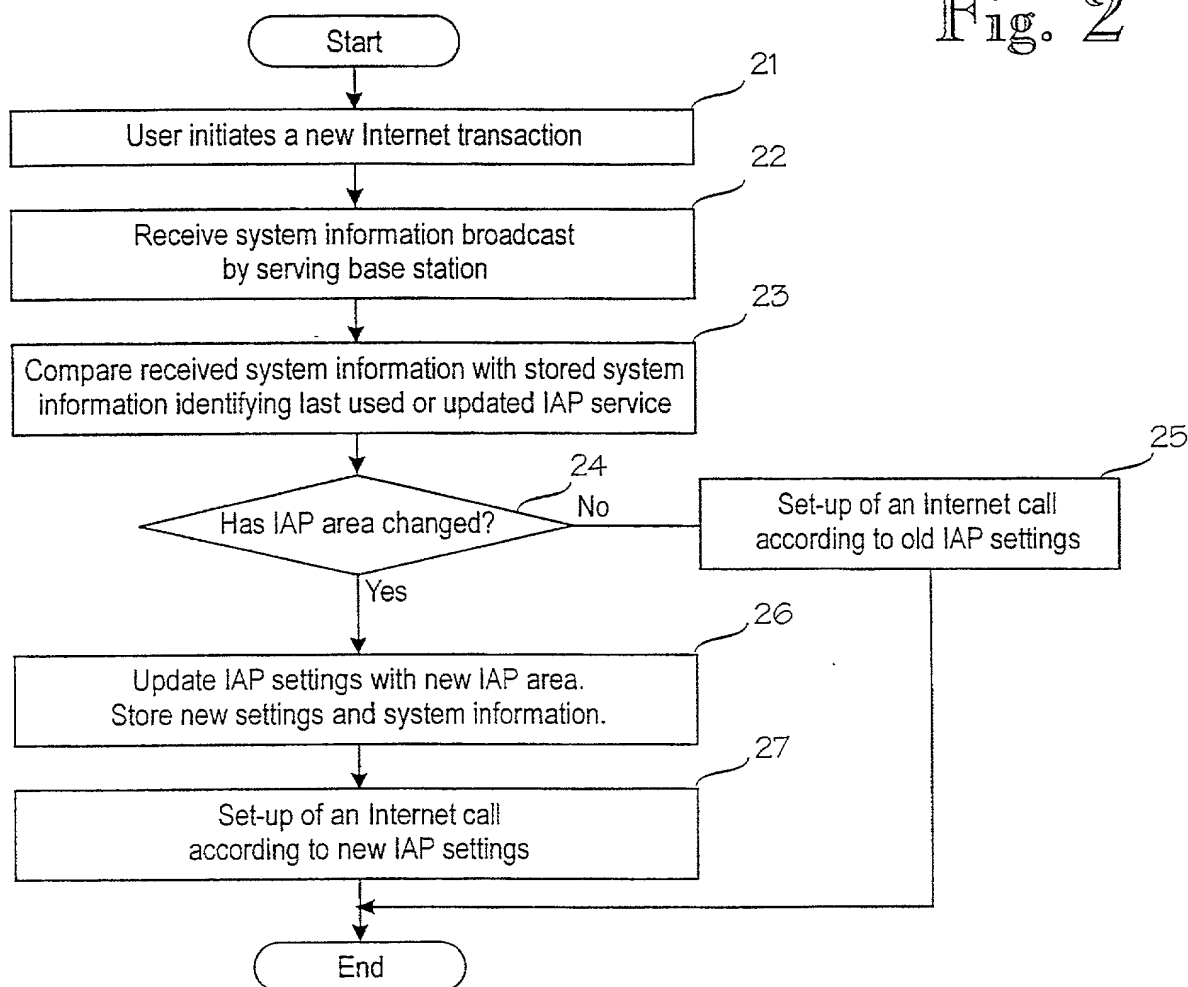 Fig. 2
Start
21
User initiates a new Internet transaction
22
Receive system information broadcast
by serving base station
23
Compare received system information with stored system
information identifying last used or updated IAP service
24
Has IAP area changed?
No
25
Set-up of an Internet call
according to old IAP settings
Yes
26
Update IAP settings with new IAP area.
Store new settings and system information.
27
Set-up of an Internet call
according to new IAP settings
End